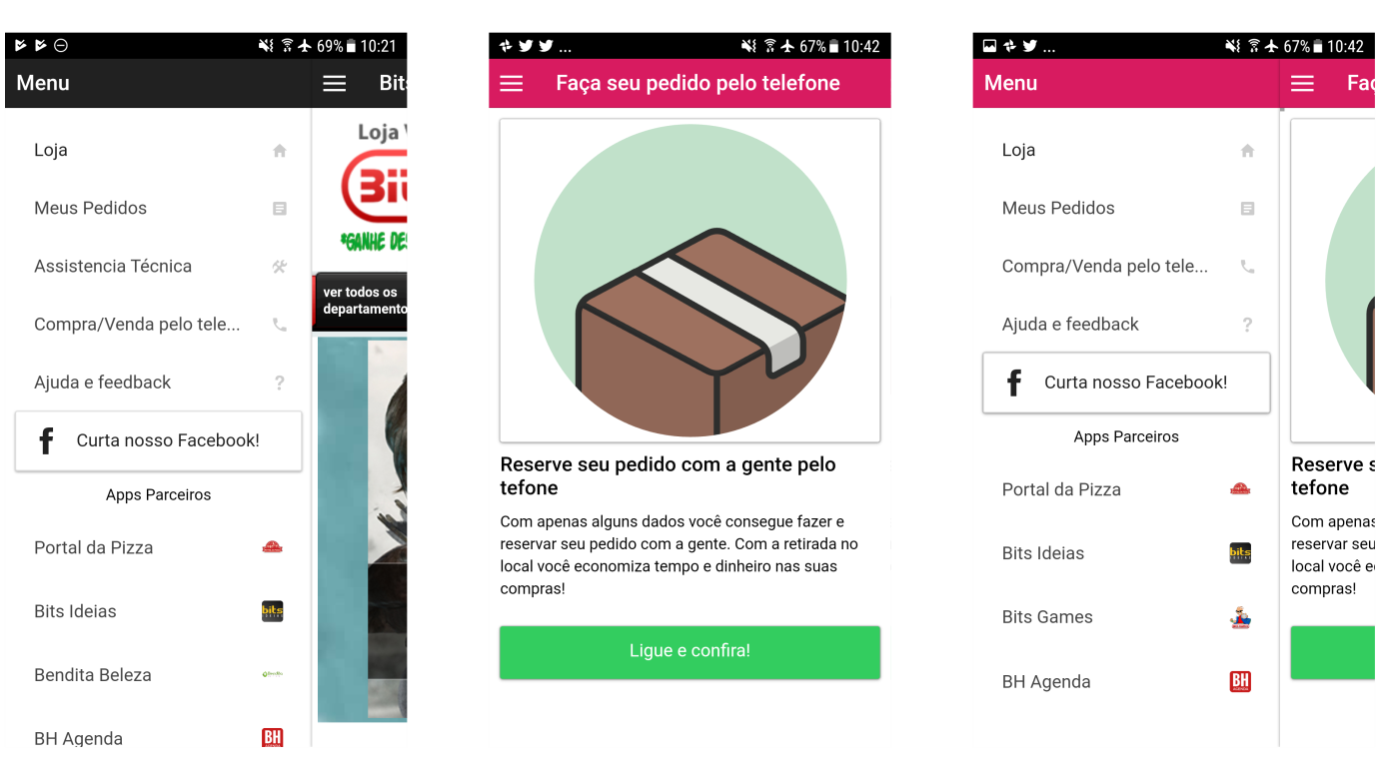 69% 10:21
Menu
Bit
Loja
Meus Pedidos
Assistencia Técnica
Compra/Venda pelo tele...
Ajuda e feedback
?
f Curta nosso Facebook!
Apps Parceiros
Portal da Pizza
Bits Ideias
bits
Bendita Beleza
BH Agenda
BH
Loja
*GANHE DE
ver todos os
departamento
... 67% 10:42
Faça seu pedido pelo telefone
Reserve seu pedido com a gente pelo
tefone
Com apenas alguns dados você consegue fazer e
reservar seu pedido com a gente. Com a retirada no
local você economiza tempo e dinheiro nas suas
compras!
Ligue e confira!
... 67% 10:42
Menu
Faç
Loja
Meus Pedidos
Compra/Venda pelo tele...
Ajuda e feedback
?
f Curta nosso Facebook!
Apps Parceiros
Portal da Pizza
Bits Ideias
bits
Bits Games
BH Agenda
BH
AGENDA
Reserve s
tefone
Com apenas
reservar seu
local você e
compras!